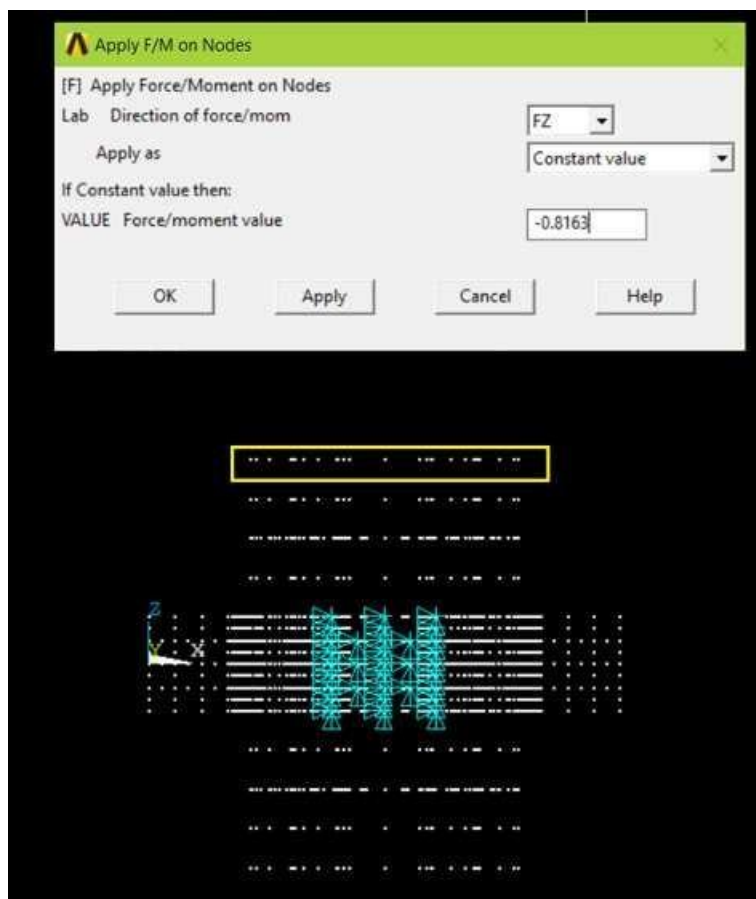 Apply F/M on Nodes
[F] Apply Force/Moment on Nodes
Lab Direction of force/mom FZ
Apply as Constant value
If Constant value then:
VALUE Force/moment value -0.8163
OK Apply Cancel Help
Z
Y X